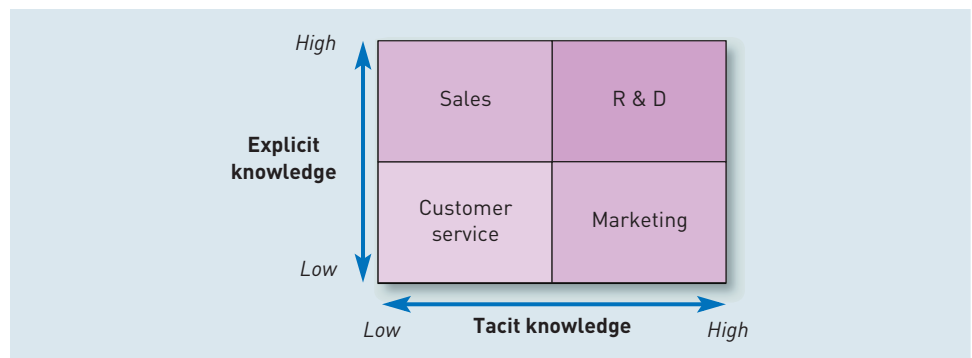 High
Sales
R & D
Explicit
knowledge
Customer
service
Marketing
Low
Low
Tacit knowledge
High